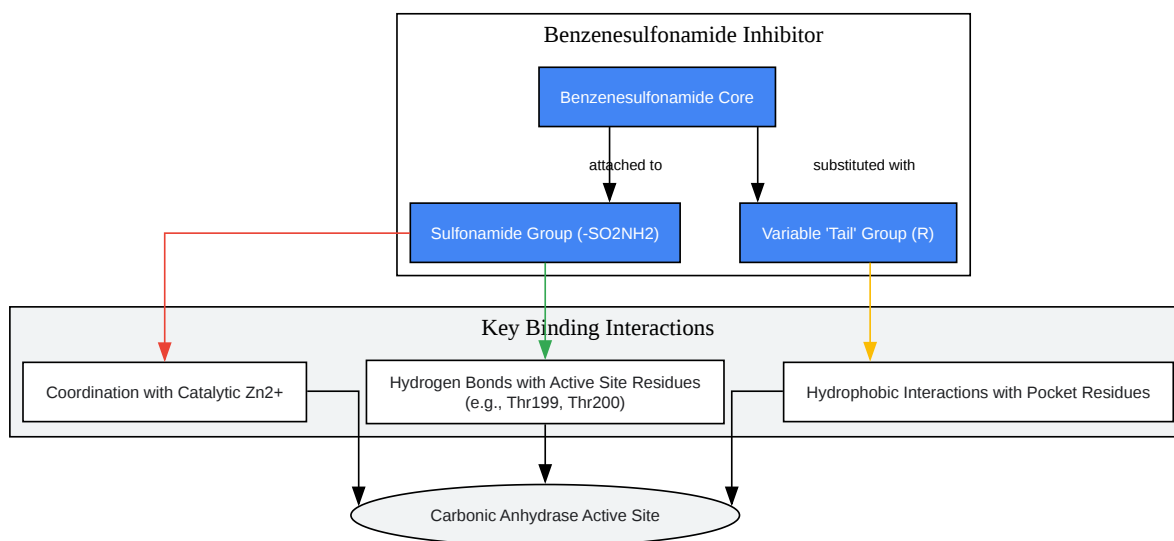 Benzenesulfonamide Inhibitor
Benzenesulfonamide Core
attached to
substituted with
Sulfonamide Group (-SO2NH2)
Variable 'Tail' Group (R)
Key Binding Interactions
Coordination with Catalytic Zn2+
Hydrogen Bonds with Active Site Residues
(e.g., Thr199, Thr200)
Hydrophobic Interactions with Pocket Residues
Carbonic Anhydrase Active Site